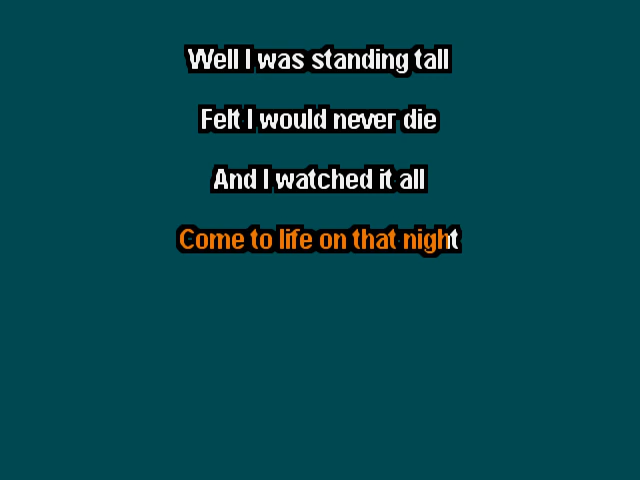 Well I was standing tall
Felt I would never die
And I watched it all
Come to life on that night